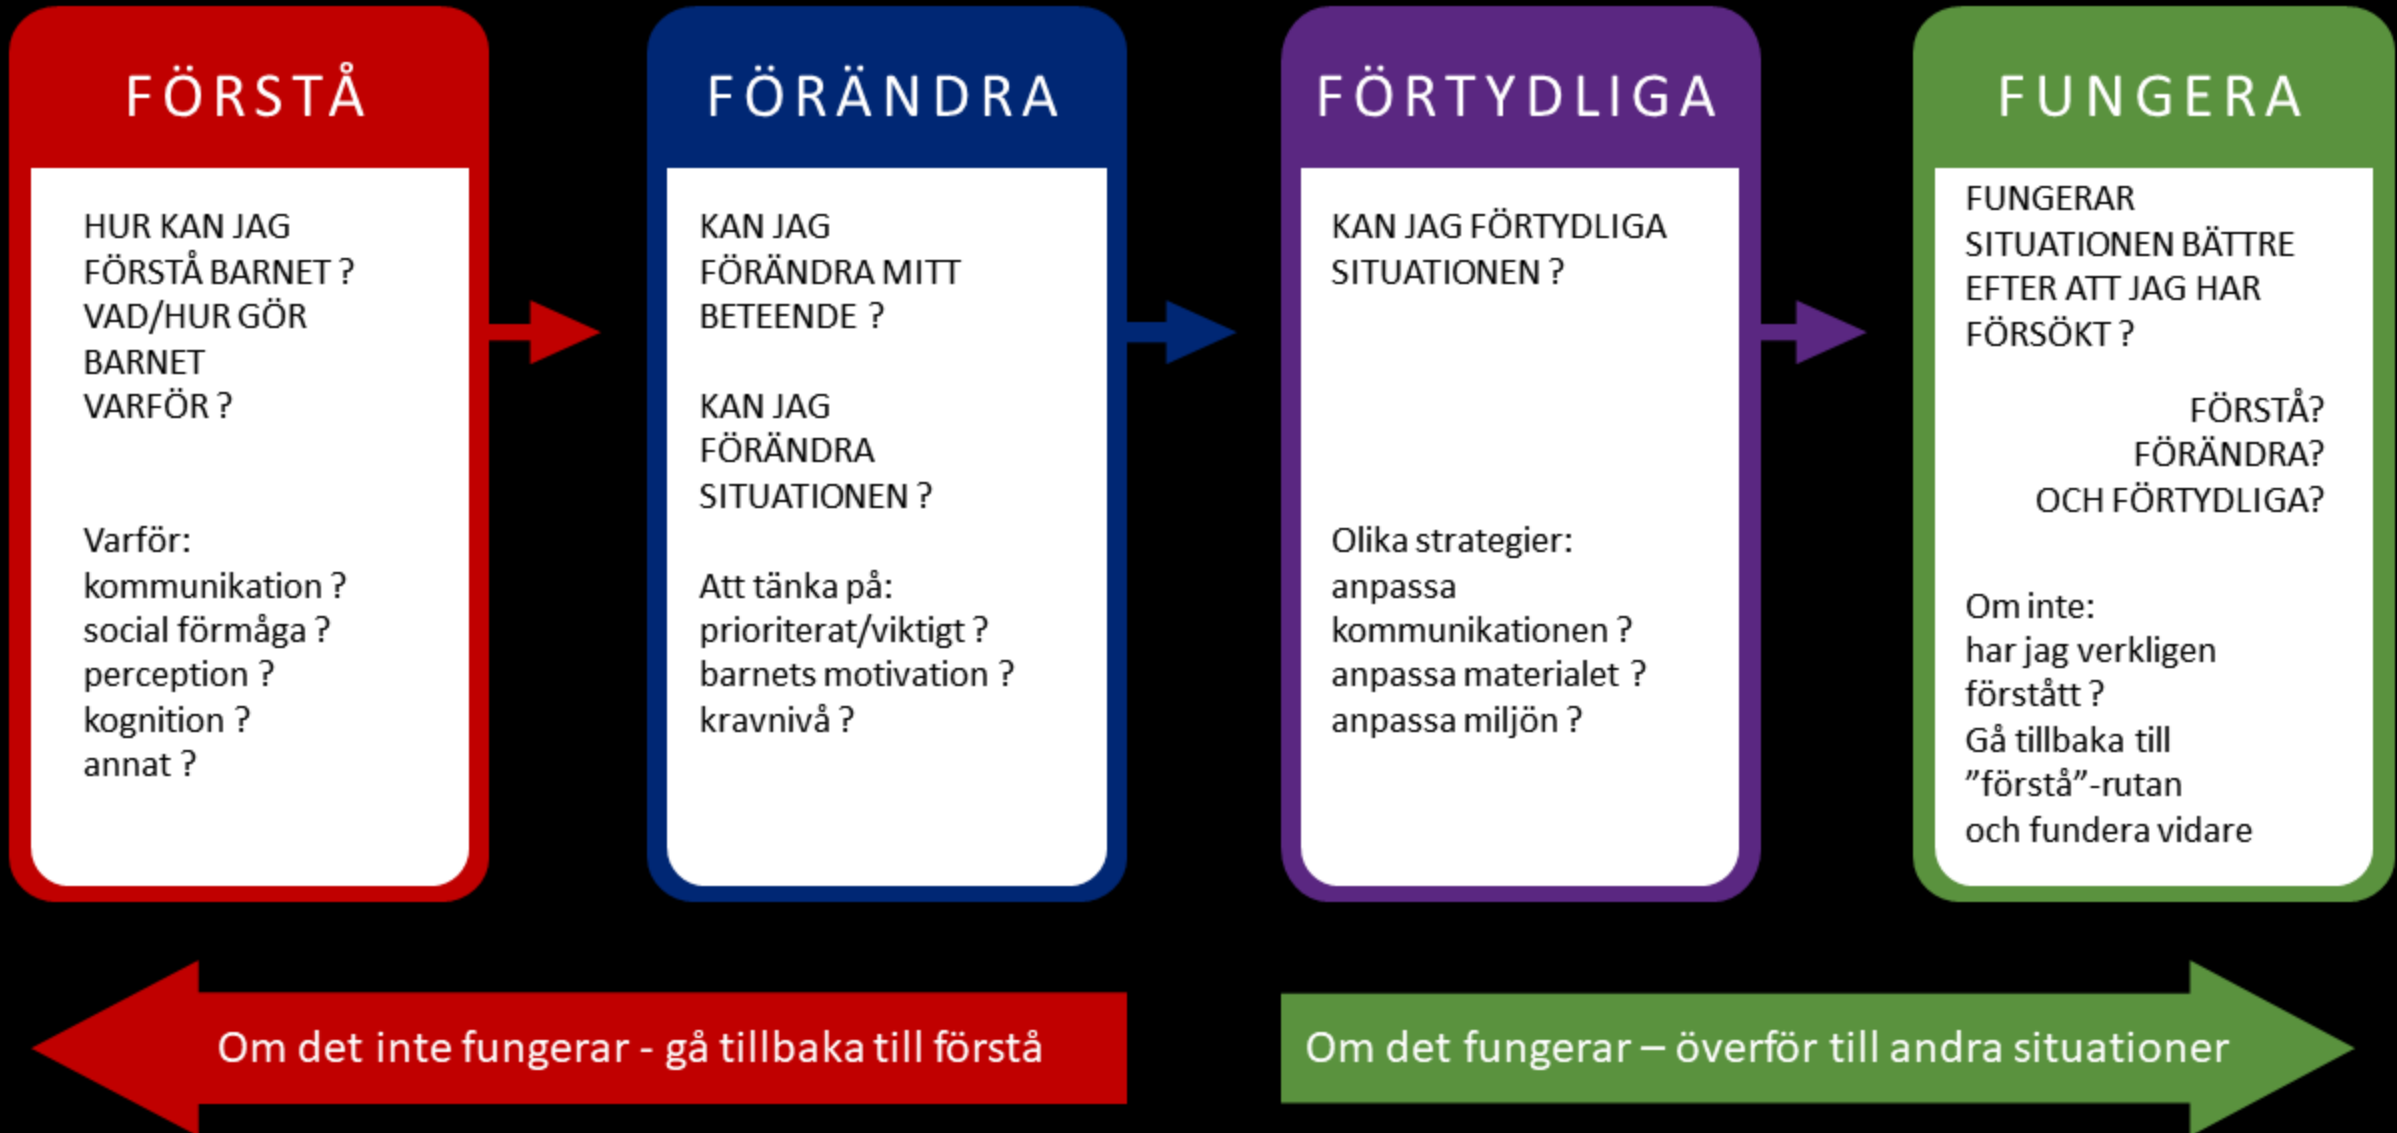 FÖRSTÅ
HUR KAN JAG
FÖRSTÅ BARNET ?
VAD/HUR GÖR
BARNET
VARFÖR ?
Varför:
kommunikation ?
social förmåga ?
perception ?
kognition ?
annat ?
FÖRÄNDRA
KAN JAG
FÖRÄNDRA MITT
BETEENDE ?
KAN JAG
FÖRÄNDRA
SITUATIONEN ?
Att tänka på:
prioriterat/viktigt ?
barnets motivation ?
kravnivå ?
FÖRTYDLIGA
KAN JAG FÖRTYDLIGA
SITUATIONEN ?
Olika strategier:
anpassa
kommunikationen ?
anpassa materialet ?
anpassa miljön ?
FUNGERA
FUNGERAR
SITUATIONEN BÄTTRE
EFTER ATT JAG HAR
FÖRSÖKT ?
FÖRSTÅ?
FÖRÄNDRA?
OCH FÖRTYDLIGA?
Om inte:
har jag verkligen
förstått ?
Gå tillbaka till
”förstå”-rutan
och fundera vidare
Om det inte fungerar - gå tillbaka till förstå
Om det fungerar – överför till andra situationer